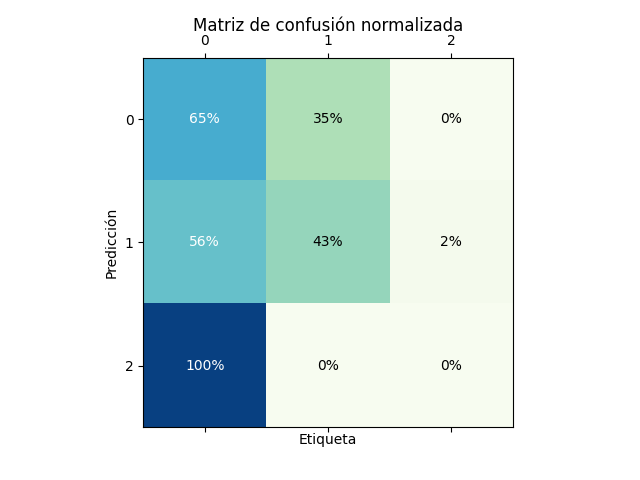 Matriz de confusión normalizada
0 1 2
0 65% 35% 0%
1 56% 43% 2%
2 100% 0% 0%
Predicción
Etiqueta